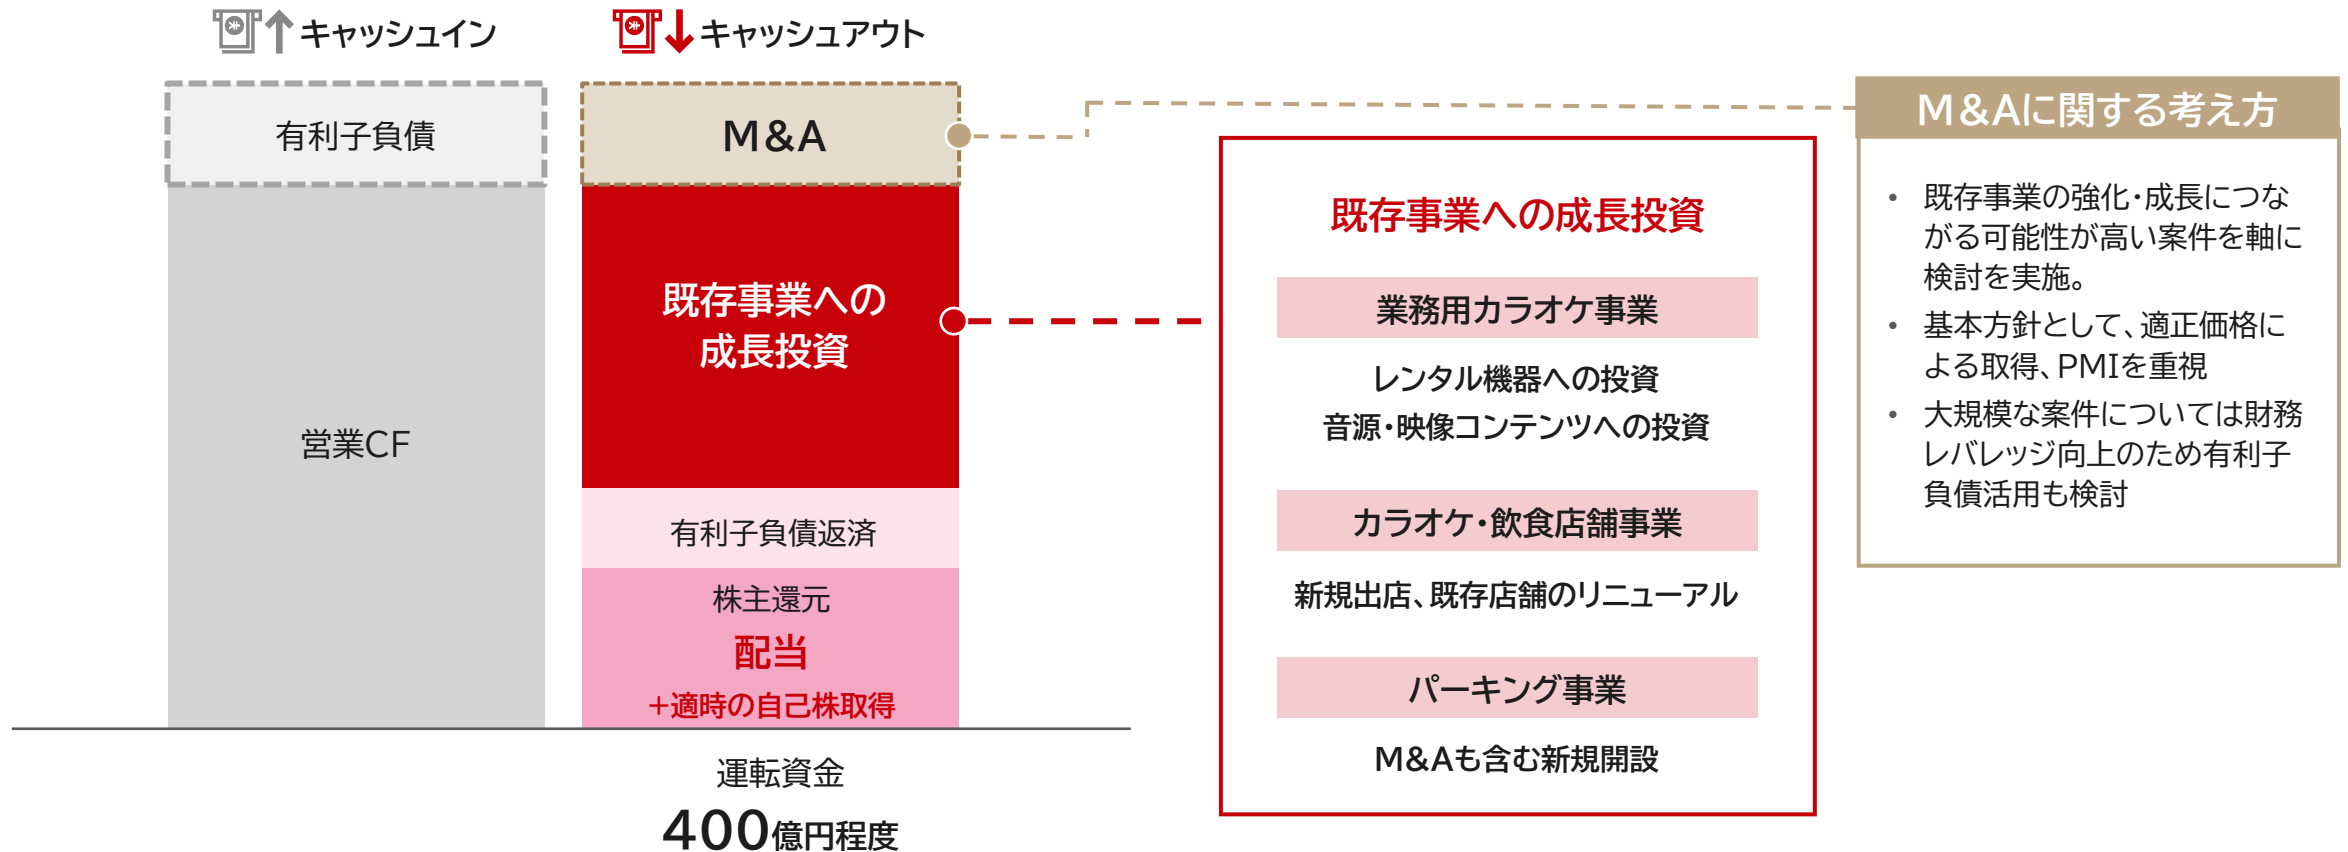 キャッシュイン
キャッシュアウト
有利子負債
営業CF
M&A
既存事業への
成長投資
有利子負債返済
株主還元
配当
+適時の自己株取得
運転資金
400億円程度
既存事業への成長投資
業務用カラオケ事業
レンタル機器への投資
音源・映像コンテンツへの投資
カラオケ・飲食店舗事業
新規出店、既存店舗のリニューアル
パーキング事業
M&Aも含む新規開設
M&Aに関する考え方
• 既存事業の強化・成長につな
がる可能性が高い案件を軸に
検討を実施。
• 基本方針として、適正価格に
よる取得、PMIを重視
• 大規模な案件については財務
レバレッジ向上のため有利子
負債活用も検討